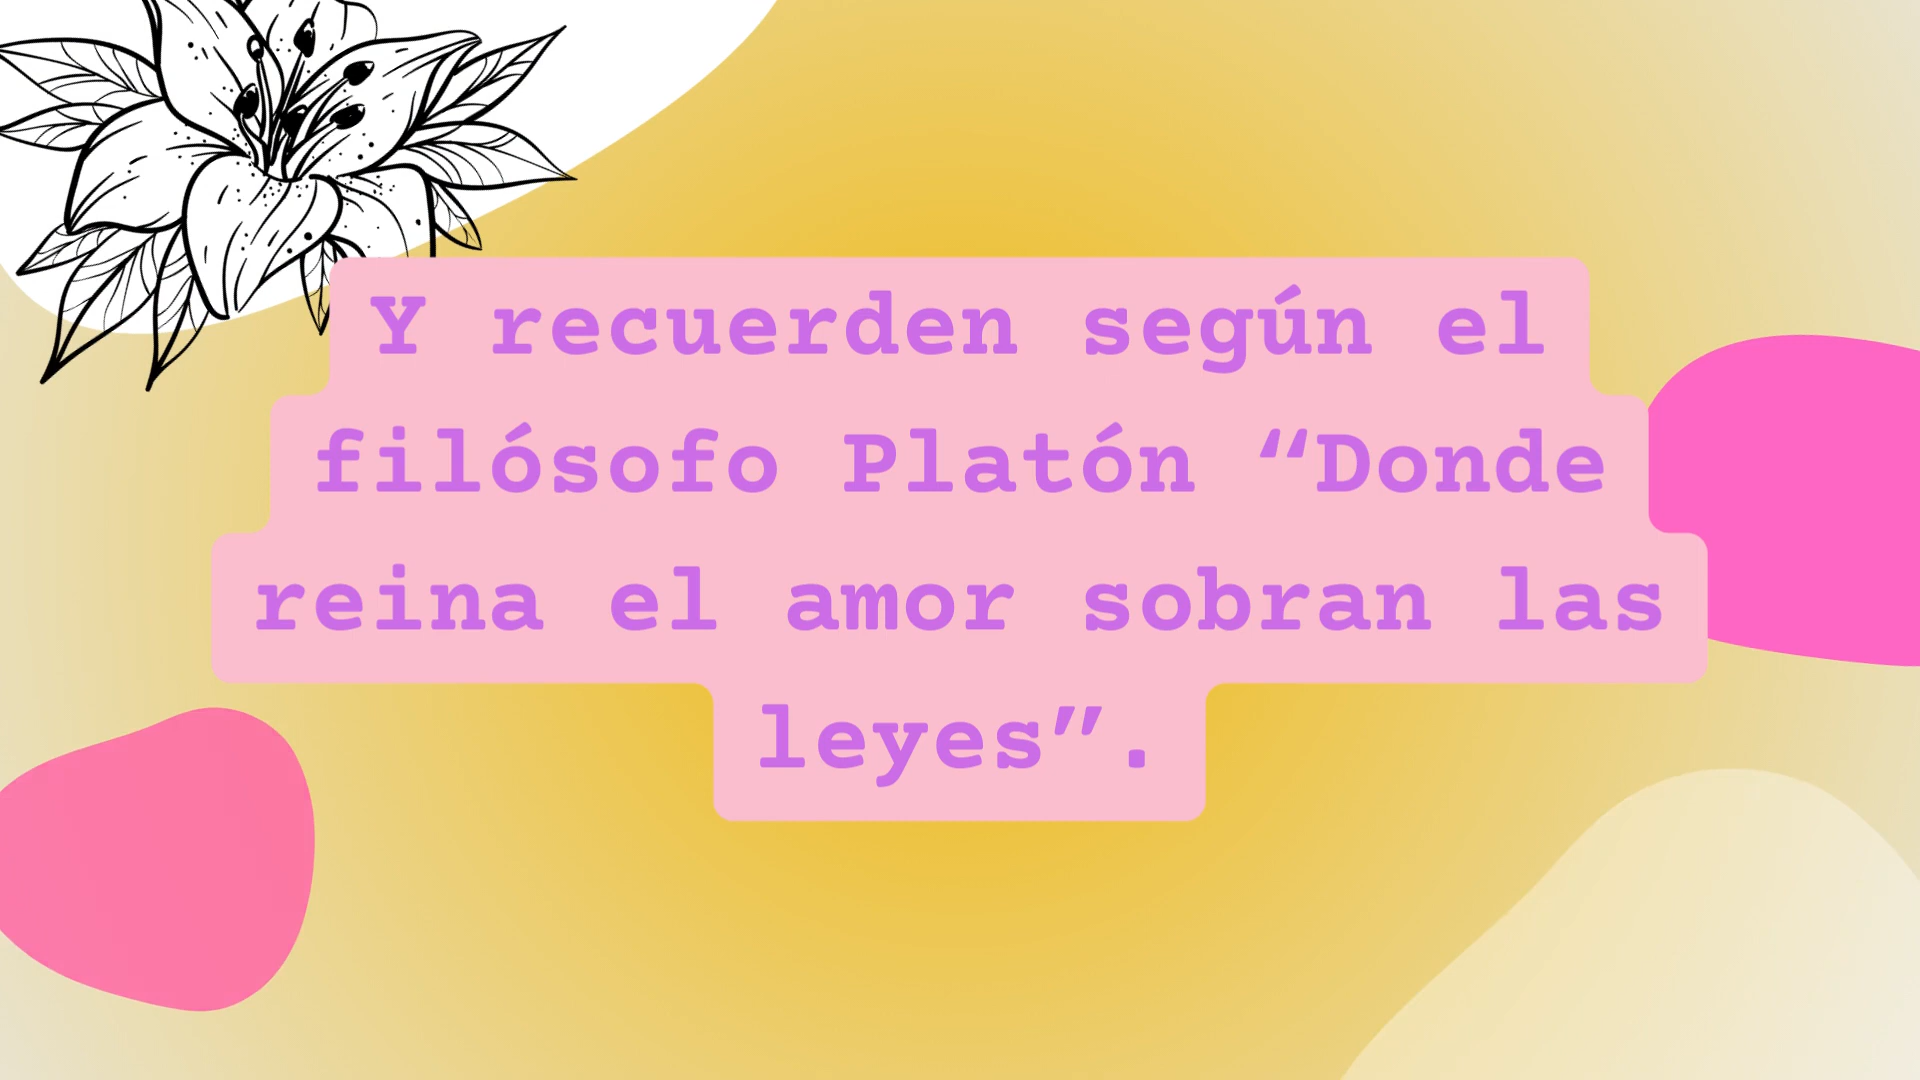 Y recuerden según el
filósofo Platón “Donde
reina el amor sobran las
leyes”.